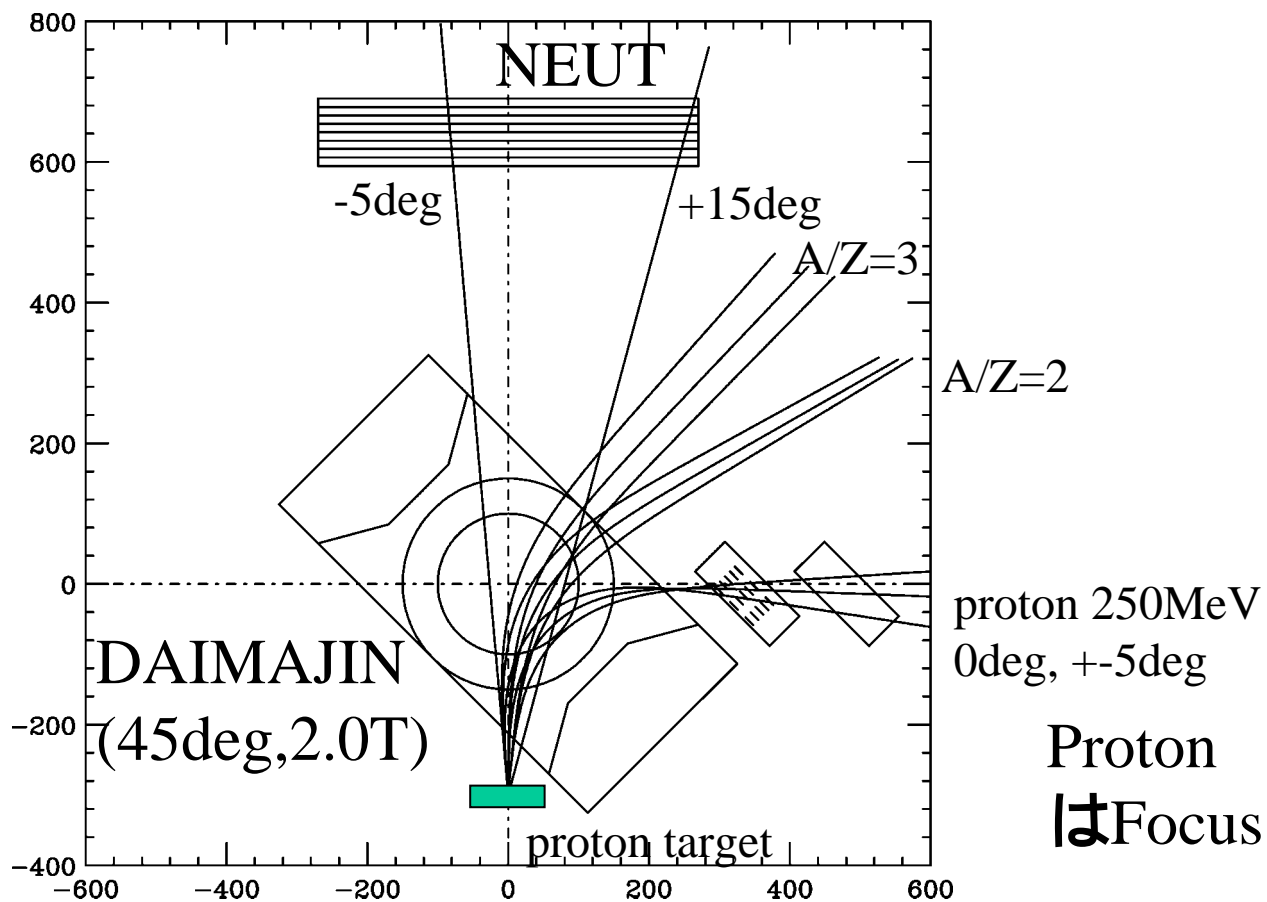 800
NEUT
600
-5deg
+15deg
A/Z=3
400
A/Z=2
200
0
proton 250MeV
0deg, +-5deg
DAIMAJIN
(45deg,2.0T)
-200
Proton
はFocus
proton target
-400
-600 -400 -200 0 200 400 600